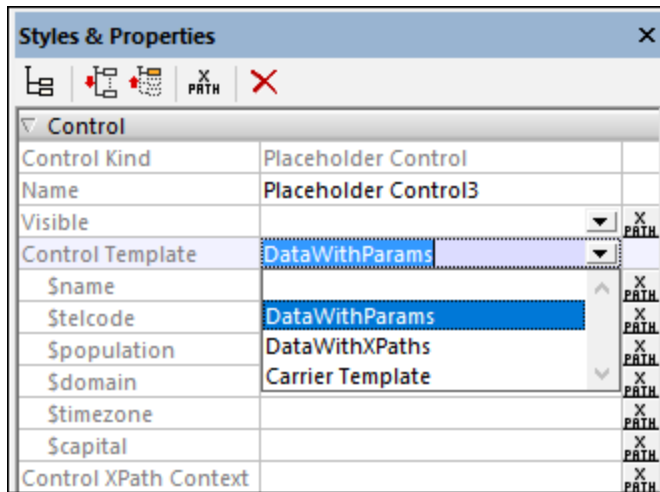 Styles & Properties
X PATH
Control
Control Kind Placeholder Control
Name Placeholder Control3
Visible X PATH
Control Template DataWithParams
$name X PATH
$telcode DataWithParams X PATH
$population DataWithXPaths X PATH
$domain Carrier Template X PATH
$timezone X PATH
$capital X PATH
Control XPath Context X PATH